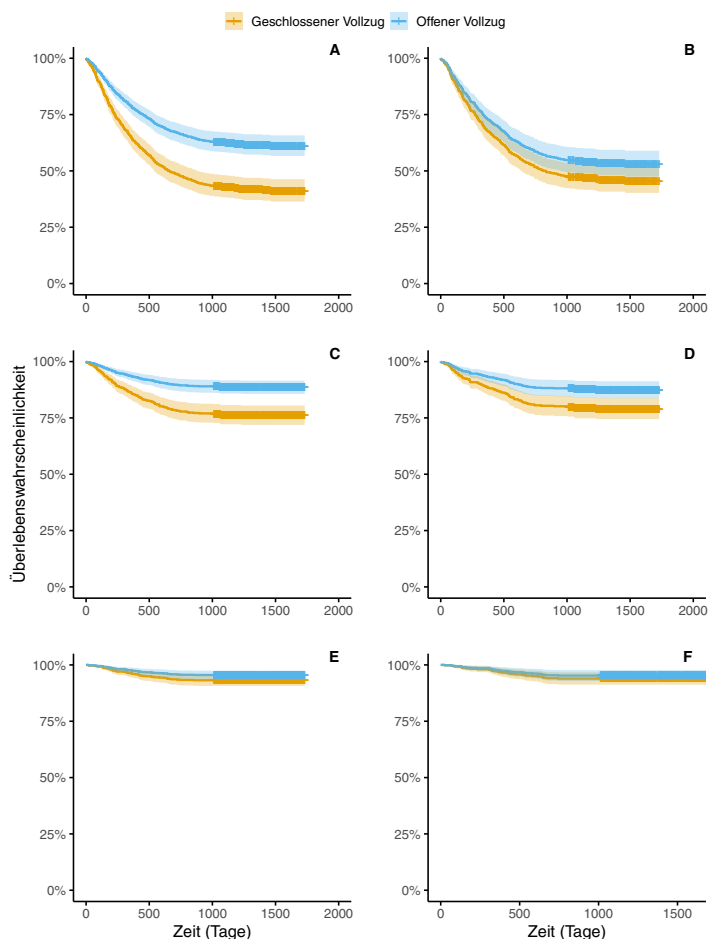 Geschlossener Vollzug Offener Vollzug
A
B
100%
75%
50%
25%
0%
0 500 1000 1500 2000
100%
75%
50%
25%
0%
0 500 1000 1500 2000
Überlebenswahrscheinlichkeit
C
D
100%
75%
50%
25%
0%
0 500 1000 1500 2000
100%
75%
50%
25%
0%
0 500 1000 1500 2000
E
F
100%
75%
50%
25%
0%
0 500 1000 1500 2000
Zeit (Tage)
100%
75%
50%
25%
0%
0 500 1000 1500
Zeit (Tage)